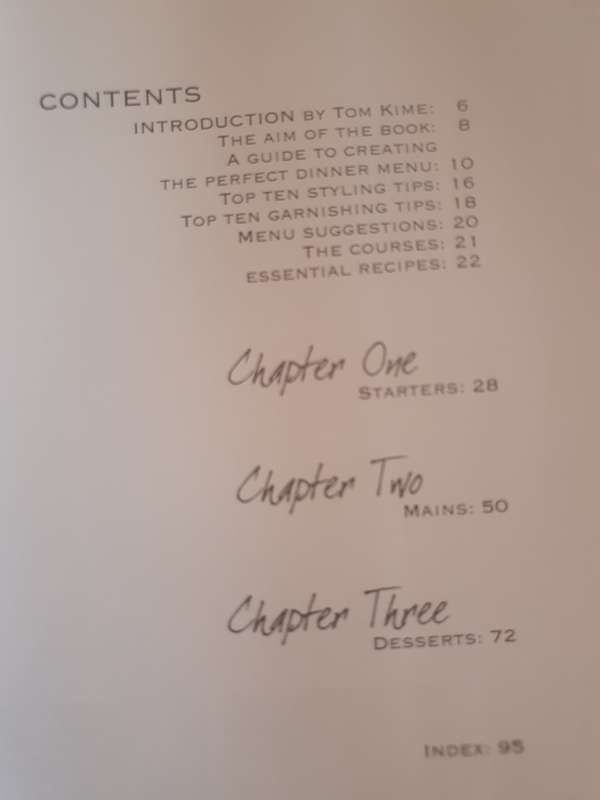 CONTENTS
INTRODUCTION BY TOM KIME: 6
THE AIM OF THE BOOK: 8
A GUIDE TO CREATING
THE PERFECT DINNER MENU: 10
TOP TEN STYLING TIPS: 16
TOP TEN GARNISHING TIPS: 18
MENU SUGGESTIONS: 20
THE COURSES: 21
ESSENTIAL RECIPES: 22
Chapter One
STARTERS: 28
Chapter Two
MAINS: 50
Chapter Three
DESSERTS: 72
INDEX: 95